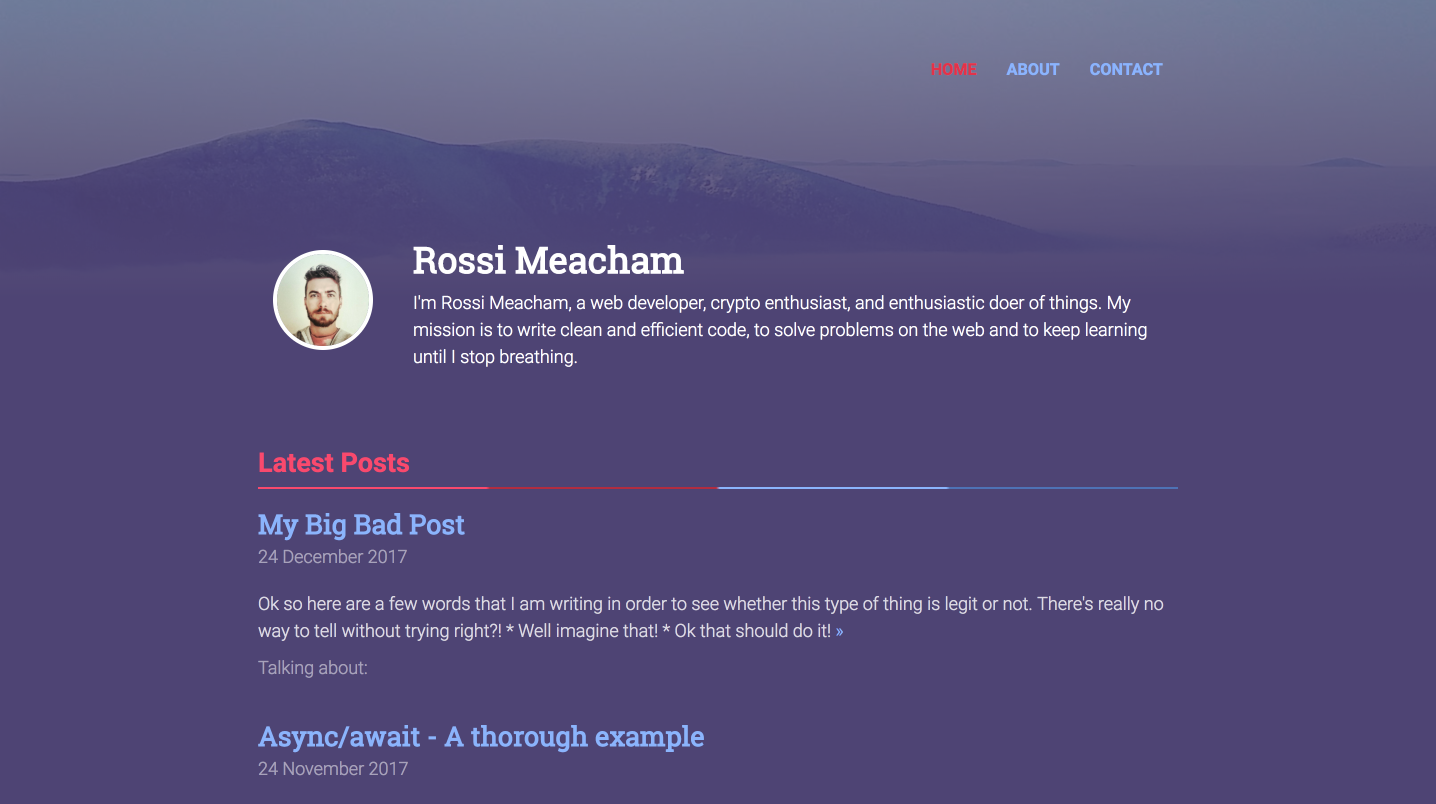 HOME ABOUT CONTACT
Rossi Meacham
I'm Rossi Meacham, a web developer, crypto enthusiast, and enthusiastic doer of things. My
mission is to write clean and efficient code, to solve problems on the web and to keep learning
until I stop breathing.
Latest Posts
My Big Bad Post
24 December 2017
Ok so here are a few words that I am writing in order to see whether this type of thing is legit or not. There's really no
way to tell without trying right?! * Well imagine that! * Ok that should do it! »
Talking about:
Async/await - A thorough example
24 November 2017